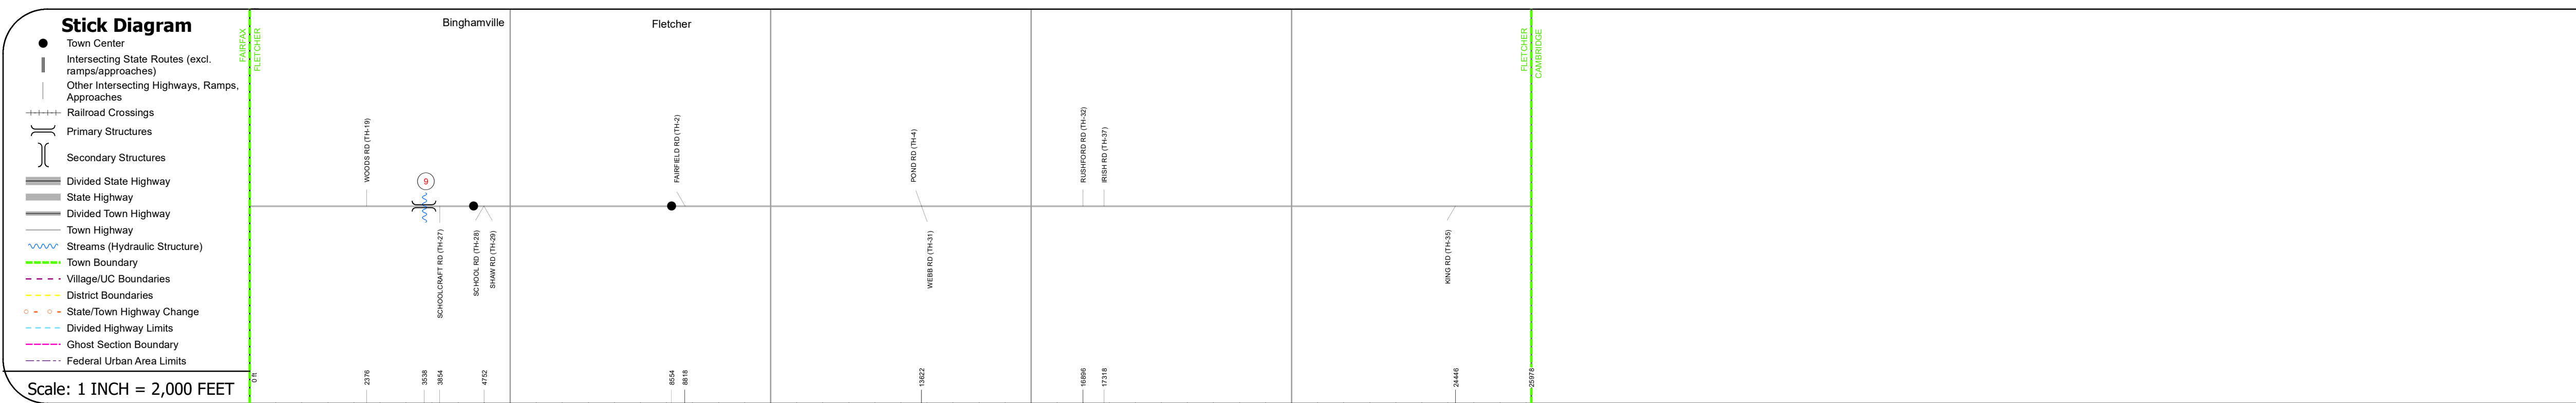 Stick Diagram
Town Center
Intersecting State Routes (excl.
ramps/approaches)
Other Intersecting Highways, Ramps,
Approaches
Railroad Crossings
Primary Structures
Secondary Structures
Divided State Highway
State Highway
Divided Town Highway
Town Highway
Streams (Hydraulic Structure)
Town Boundary
Village/UC Boundaries
District Boundaries
State/Town Highway Change
Divided Highway Limits
Ghost Section Boundary
Federal Urban Area Limits
Scale: 1 INCH = 2,000 FEET
FAIRFAX
FLETCHER
Binghamville
Fletcher
FLETCHER
CAMBRIDGE
WOODS RD (TH-19)
9
FAIRFIELD RD (TH-2)
POND RD (TH-4)
RUSHFORD RD (TH-32)
IRISH RD (TH-37)
SCHOOLCRAFT RD (TH-27)
SCHOOL RD (TH-28)
SHAW RD (TH-29)
WEBB RD (TH-31)
KING RD (TH-35)
0 ft
2376
3538
3854
4752
8554
8818
13622
16896
17318
24446
25978